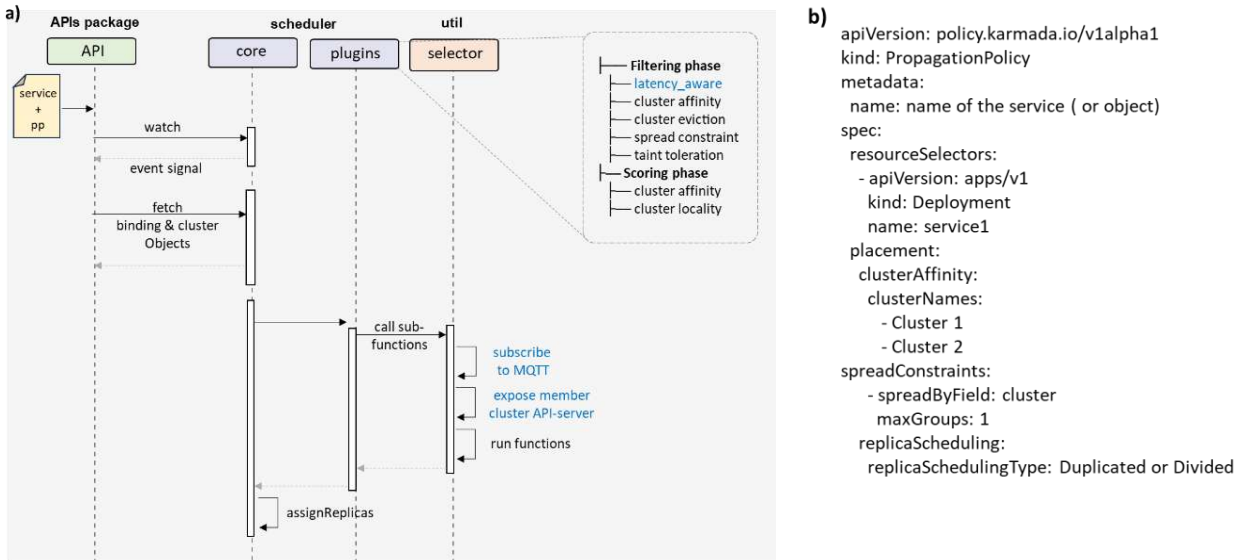 a)
APIs package
scheduler
util
API
core
plugins
selector
service
+
pp
watch
event signal
fetch
binding & cluster
Objects
call sub-
functions
subscribe
to MQTT
expose member
cluster API-server
run functions
assignReplicas
Filtering phase
latency_aware
cluster affinity
cluster eviction
spread constraint
taint toleration
Scoring phase
cluster affinity
cluster locality
b)
apiVersion: policy.karmada.io/v1alpha1
kind: PropagationPolicy
metadata:
name: name of the service ( or object)
spec:
resourceSelectors:
- apiVersion: apps/v1
kind: Deployment
name: service1
placement:
clusterAffinity:
clusterNames:
- Cluster 1
- Cluster 2
spreadConstraints:
- spreadByField: cluster
maxGroups: 1
replicaScheduling:
replicaSchedulingType: Duplicated or Divided